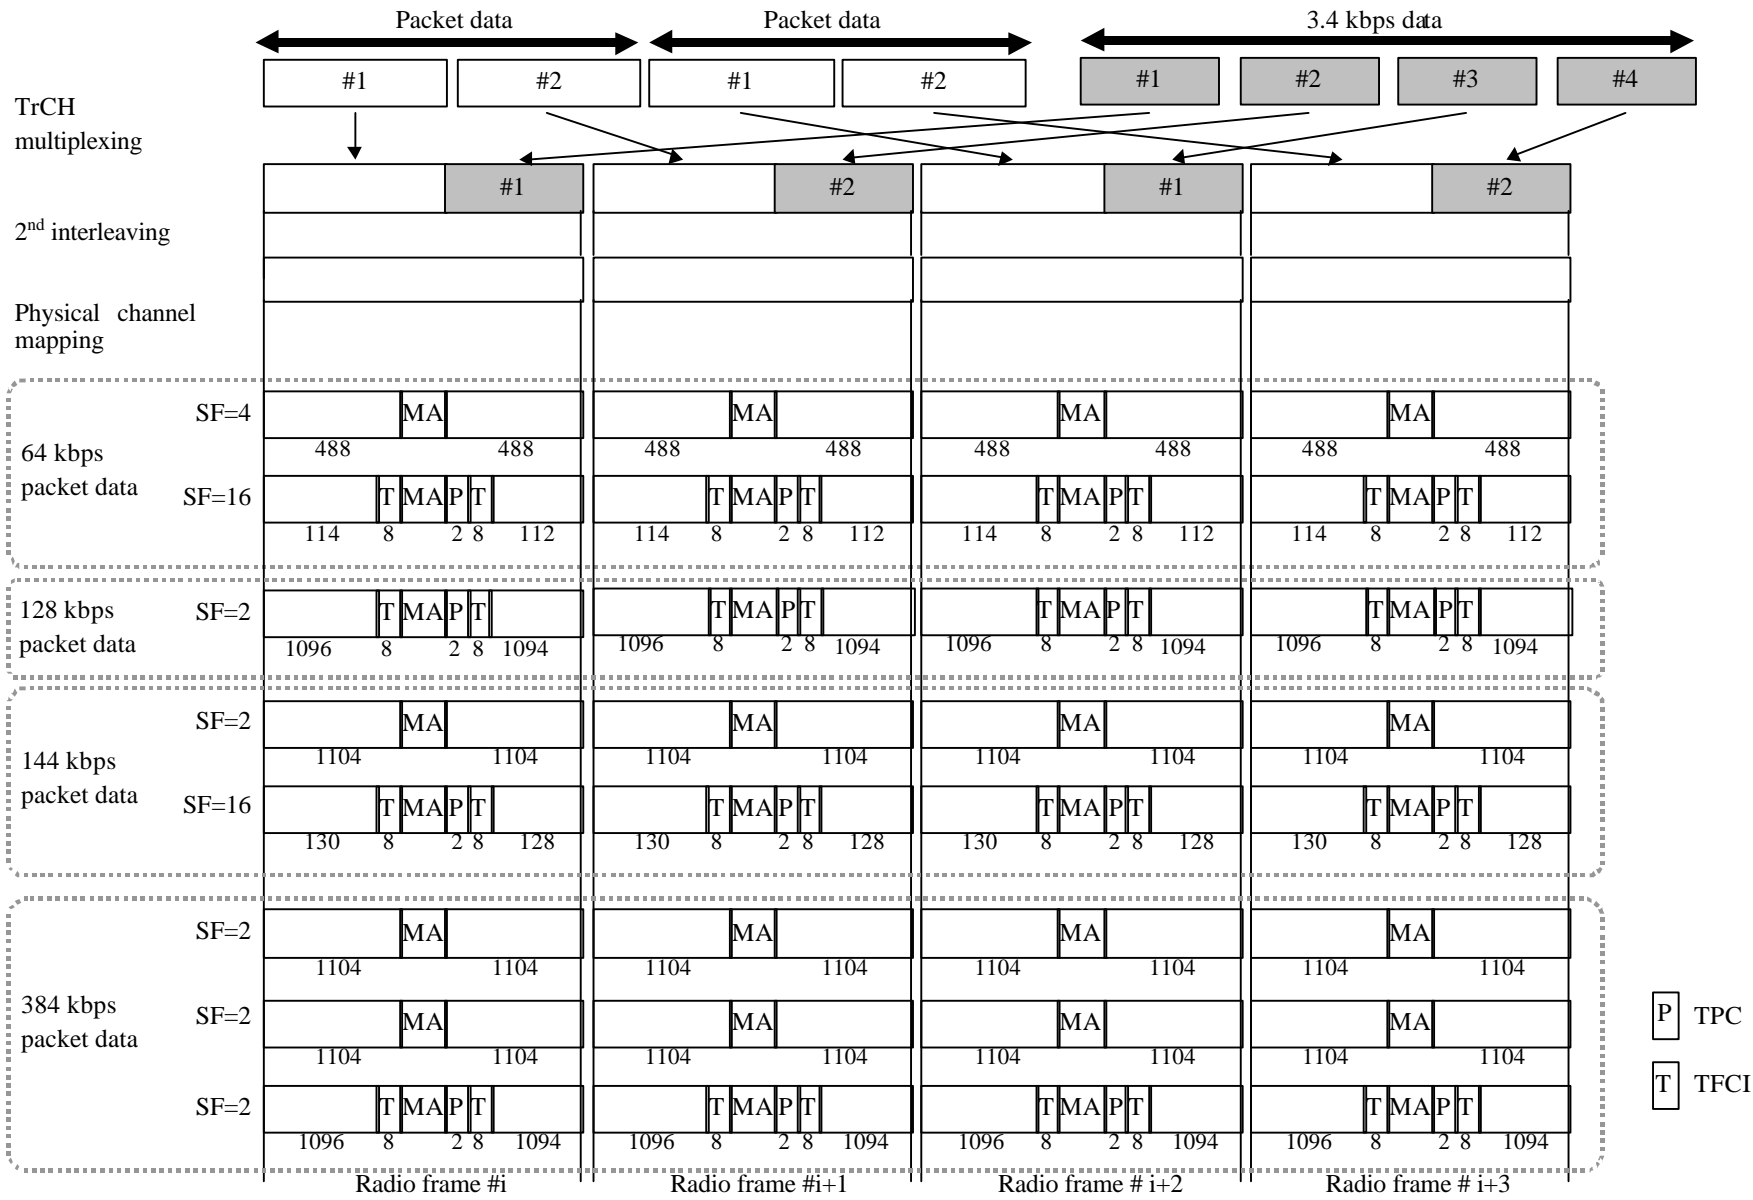 Packet data Packet data 3.4 kbps data
#1 #2 #1 #2 #1 #2 #3 #4
TrCH
multiplexing
#1 #2 #1 #2
2nd interleaving
Physical channel
mapping
64 kbps
packet data
SF=4 MA MA MA MA
488 488 488 488 488 488 488 488
SF=16 T MA P T T MA P T T MA P T T MA P T
114 8 2 8 112 114 8 2 8 112 114 8 2 8 112 114 8 2 8 112
128 kbps
packet data
SF=2 T MA P T T MA P T T MA P T T MA P T
1096 8 2 8 1094 1096 8 2 8 1094 1096 8 2 8 1094 1096 8 2 8 1094
144 kbps
packet data
SF=2 MA MA MA MA
1104 1104 1104 1104 1104 1104 1104 1104
SF=16 T MA P T T MA P T T MA P T T MA P T
130 8 2 8 128 130 8 2 8 128 130 8 2 8 128 130 8 2 8 128
384 kbps
packet data
SF=2 MA MA MA MA
1104 1104 1104 1104 1104 1104 1104 1104
SF=2 MA MA MA MA
1104 1104 1104 1104 1104 1104 1104 1104
SF=2 T MA P T T MA P T T MA P T T MA P T
1096 8 2 8 1094 1096 8 2 8 1094 1096 8 2 8 1094 1096 8 2 8 1094
Radio frame #i Radio frame #i+1 Radio frame # i+2 Radio frame # i+3
P TPC
T TFCI